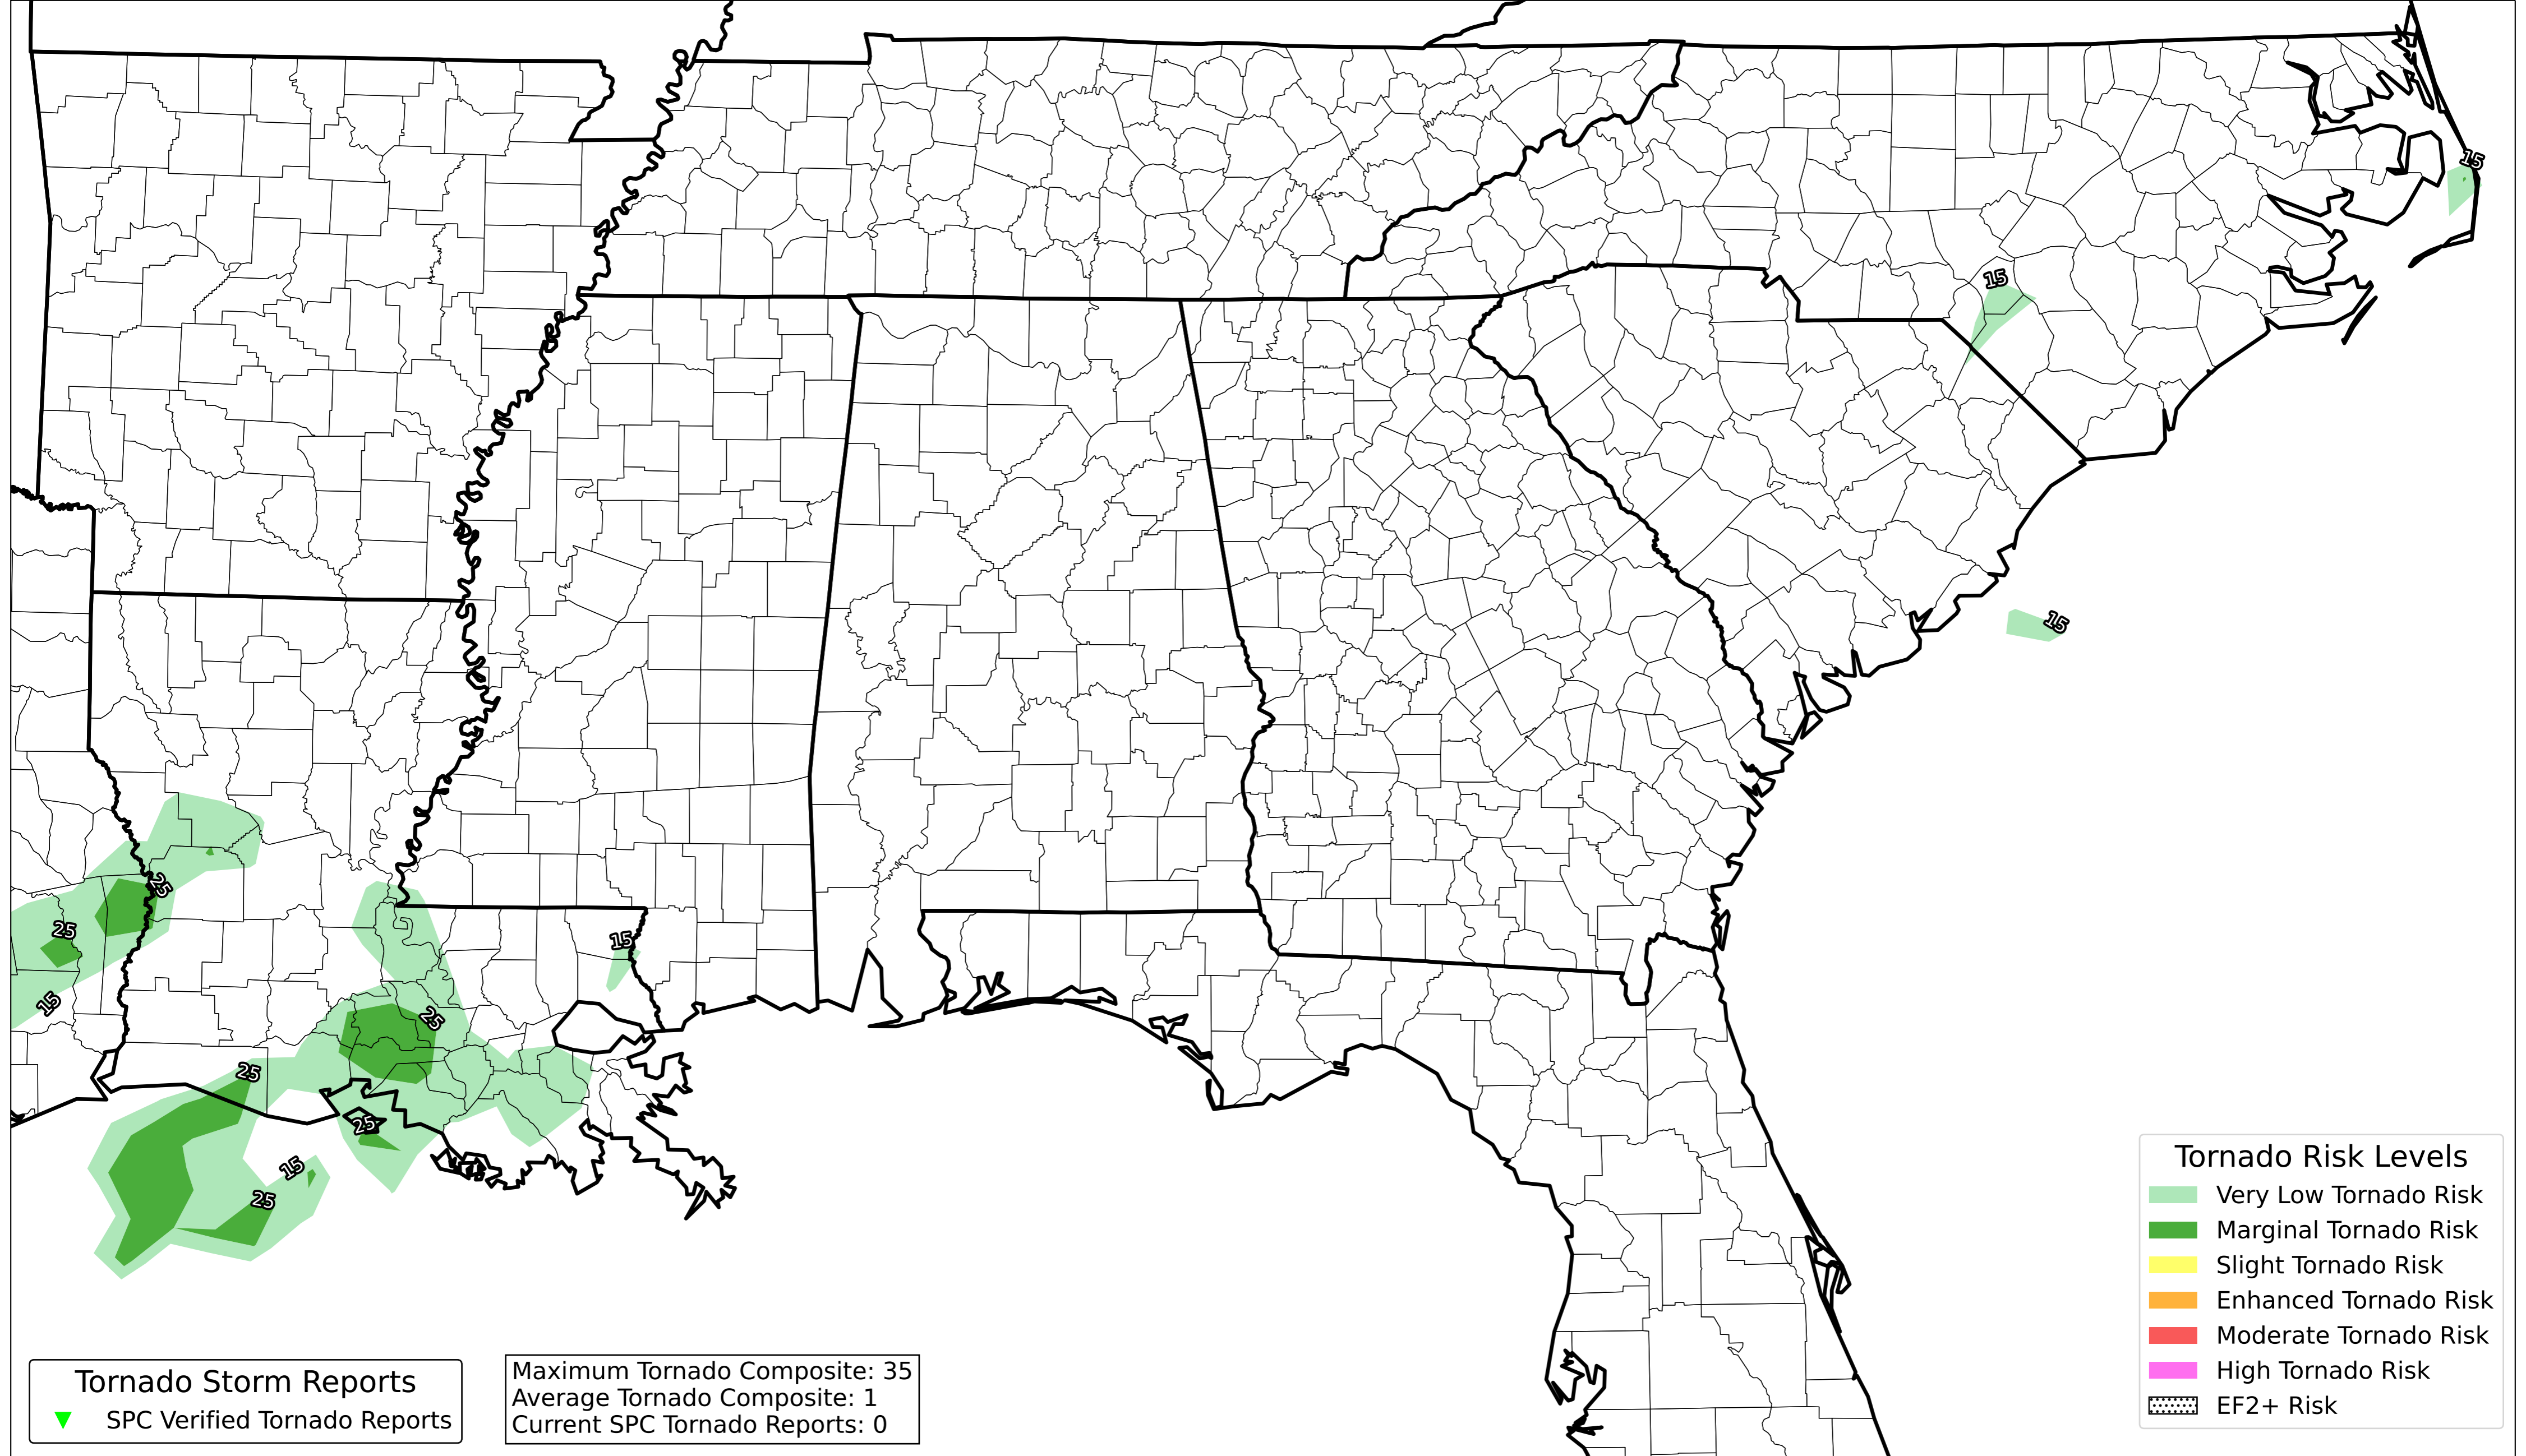 15
15
15
25
25
15
15
25
25
25
15
25
Tornado Risk Levels
Very Low Tornado Risk
Marginal Tornado Risk
Slight Tornado Risk
Enhanced Tornado Risk
Moderate Tornado Risk
High Tornado Risk
EF2+ Risk
Tornado Storm Reports
SPC Verified Tornado Reports
Maximum Tornado Composite: 35
Average Tornado Composite: 1
Current SPC Tornado Reports: 0